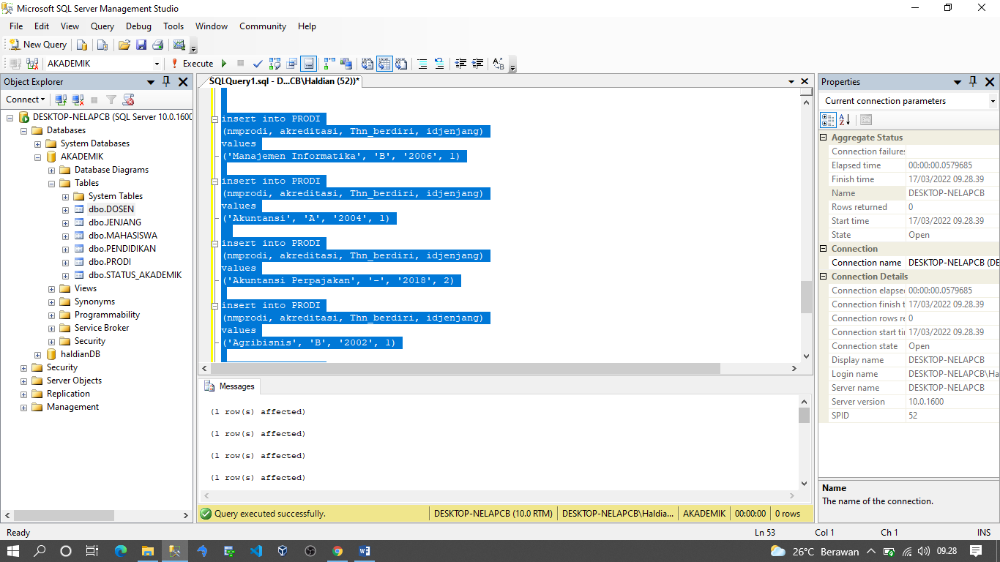 Microsoft SQL Server Management Studio
File Edit View Query Debug Tools Window Community Help
New Query
AKADEMIK
Execute
Object Explorer
Connect
DESKTOP-NELAPCB (SQL Server 10.0.1600
Databases
System Databases
AKADEMIK
Database Diagrams
Tables
System Tables
dbo.DOSEN
dbo.JENJANG
dbo.MAHASISWA
dbo.PENDIDIKAN
dbo.PRODI
dbo.STATUS_AKADEMIK
Views
Synonyms
Programmability
Service Broker
Security
haldianDB
Security
Server Objects
Replication
Management
SQLQuery1.sql - D...CB\Haldian (52))*
insert into PRODI
(nmprodi, akreditasi, Thn_berdiri, idjenjang)
values
('Manajemen Informatika', 'B', '2006', 1)
insert into PRODI
(nmprodi, akreditasi, Thn_berdiri, idjenjang)
values
('Akuntansi', 'A', '2004', 1)
insert into PRODI
(nmprodi, akreditasi, Thn_berdiri, idjenjang)
values
('Akuntansi Perpajakan', '-', '2018', 2)
insert into PRODI
(nmprodi, akreditasi, Thn_berdiri, idjenjang)
values
('Agribisnis', 'B', '2002', 1)
Messages
(1 row(s) affected)
(1 row(s) affected)
(1 row(s) affected)
(1 row(s) affected)
Query executed successfully. DESKTOP-NELAPCB (10.0 RTM) DESKTOP-NELAPCB\Haldia... AKADEMIK 00:00:00 0 rows
Properties
Current connection parameters
Aggregate Status
Connection failures
Elapsed time 00:00:00.0579685
Finish time 17/03/2022 09.28.39
Name DESKTOP-NELAPCB
Rows returned 0
Start time 17/03/2022 09.28.39
State Open
Connection
Connection name DESKTOP-NELAPCB (DE
Connection Details
Connection elapse 00:00:00.0579685
Connection finish t 17/03/2022 09.28.39
Connection rows re 0
Connection start ti 17/03/2022 09.28.39
Connection state Open
Display name DESKTOP-NELAPCB
Login name DESKTOP-NELAPCB\Ha
Server name DESKTOP-NELAPCB
Server version 10.0.1600
SPID 52
Name
The name of the connection.
Ready Ln 53 Col 1 Ch 1 INS
26°C Berawan 09.28